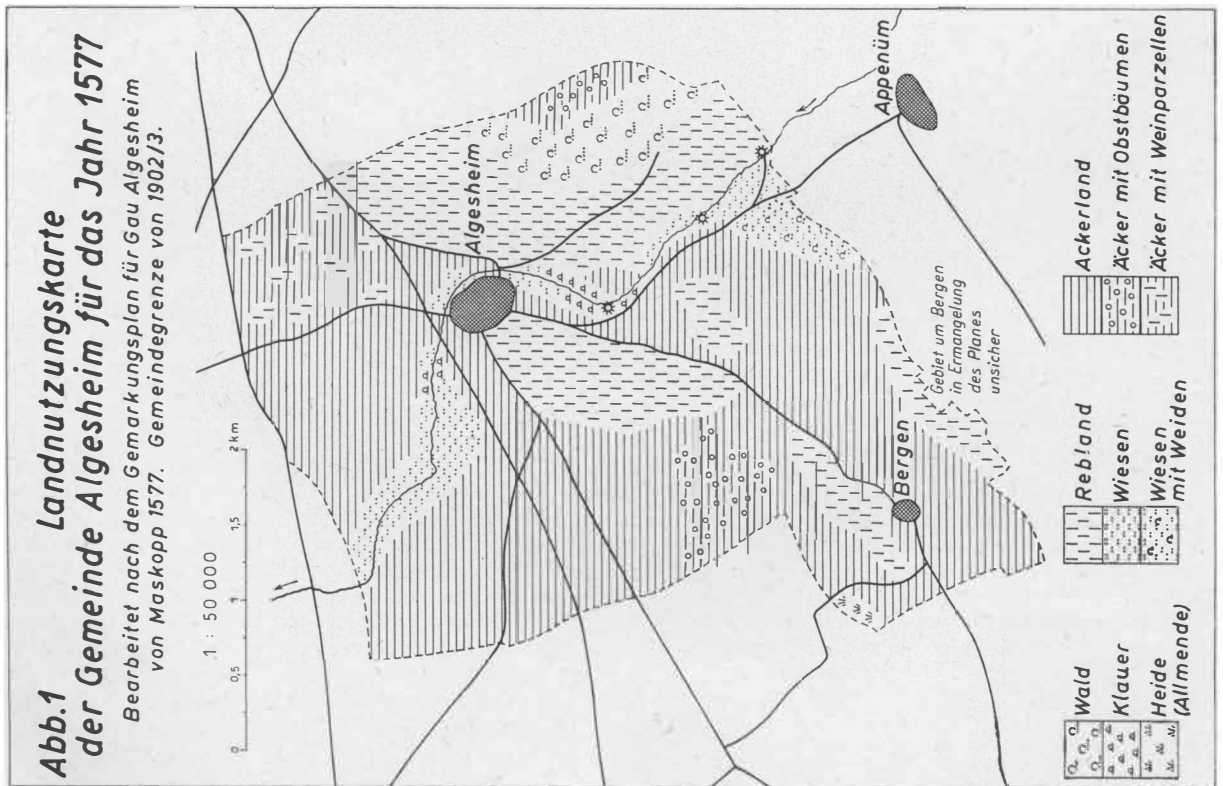 Abb.1 Landnutzungskarte
der Gemeinde Algesheim für das Jahr 1577
Bearbeitet nach dem Gemarkungsplan für Gau Algesheim
von Maskopp 1577. Gemeindegrenze von 1902/3.
1 : 50 000
0 0,5 1 1,5 2 km
Algesheim
Appenüm
Bergen
Gebiet um Bergen
in Ermangelung
des Planes
unsicher
Wald
Klauer
Heide
(Allmende)
Rebland
Wiesen
Wiesen
mit Weiden
Ackerland
Äcker mit Obstbäumen
Äcker mit Weinparzellen